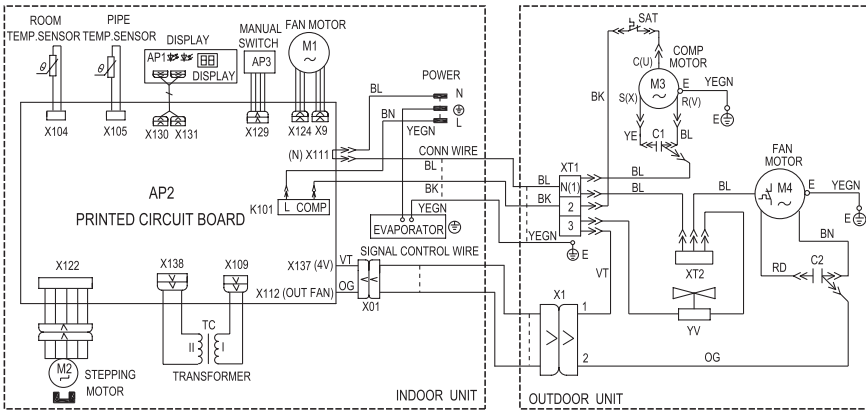 ROOM
TEMP.SENSOR
PIPE
TEMP.SENSOR
DISPLAY
AP1
DISPLAY
MANUAL
SWITCH
AP3
FAN MOTOR
M1
POWER
θ
θ
X104
X105
X130 X131
X129
X124 X9
BL
N
BN
L
YEGN
(N) X111
CONN WIRE
BL
AP2
PRINTED CIRCUIT BOARD
K101
L COMP
BK
YEGN
EVAPORATOR
YEGN
E
SIGNAL CONTROL WIRE
X122
X138
X109
X137 (4V)
VT
X112 (OUT FAN)
OG
X01
TC
II
I
M2
STEPPING
MOTOR
TRANSFORMER
INDOOR UNIT
SAT
C(U)
COMP
MOTOR
M3
E
YEGN
S(X)
R(V)
E
BK
YE
C1
BL
FAN
MOTOR
XT1
BL
BL
N(1)
BL
BL
M4
E
YEGN
BK
2
E
3
BN
VT
XT2
RD
C2
X1
1
YV
2
OG
OUTDOOR UNIT